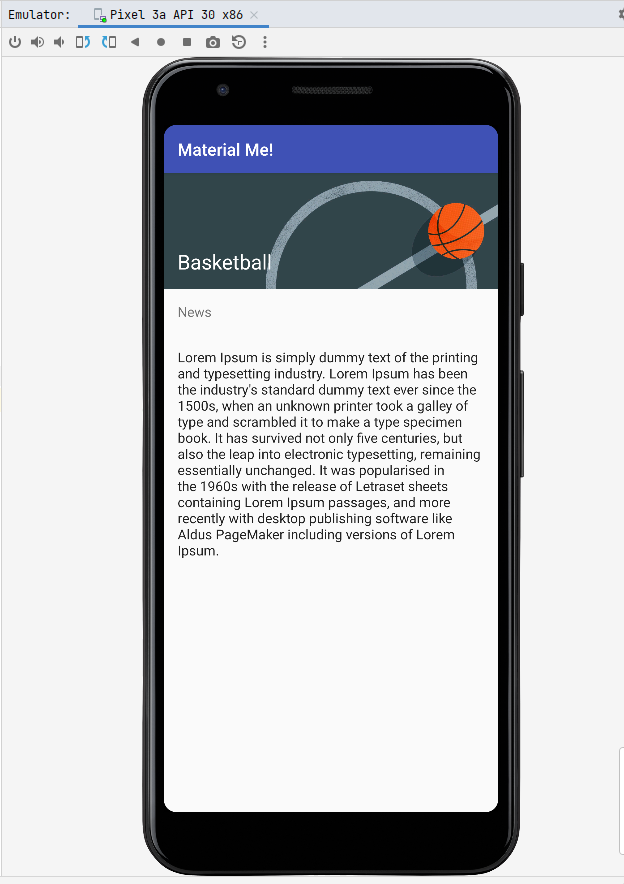 Emulator: Pixel 3a API 30 x86
Material Me!
Basketball
News
Lorem Ipsum is simply dummy text of the printing
and typesetting industry. Lorem Ipsum has been
the industry's standard dummy text ever since the
1500s, when an unknown printer took a galley of
type and scrambled it to make a type specimen
book. It has survived not only five centuries, but
also the leap into electronic typesetting, remaining
essentially unchanged. It was popularised in
the 1960s with the release of Letraset sheets
containing Lorem Ipsum passages, and more
recently with desktop publishing software like
Aldus PageMaker including versions of Lorem
Ipsum.